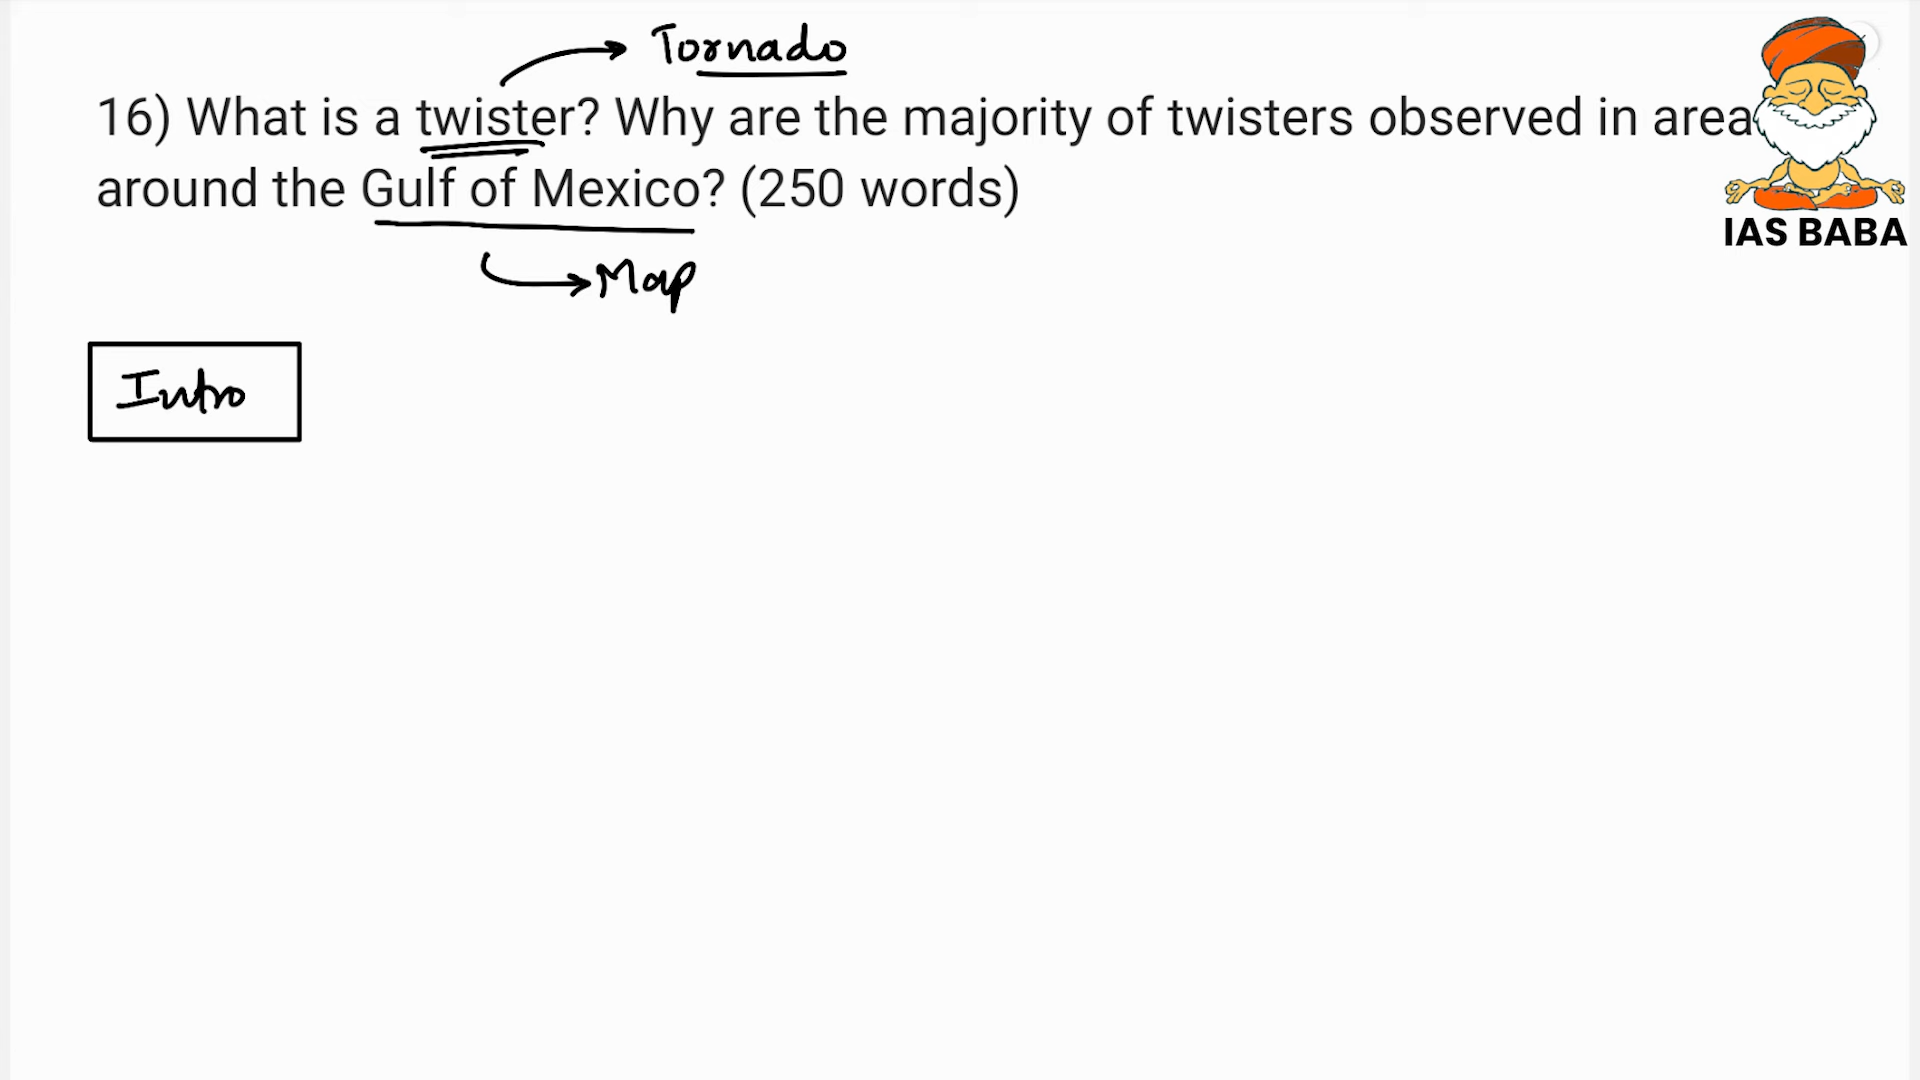 Tornado
16) What is a twister? Why are the majority of twisters observed in area
around the Gulf of Mexico? (250 words)
IAS BABA
Map
Intro